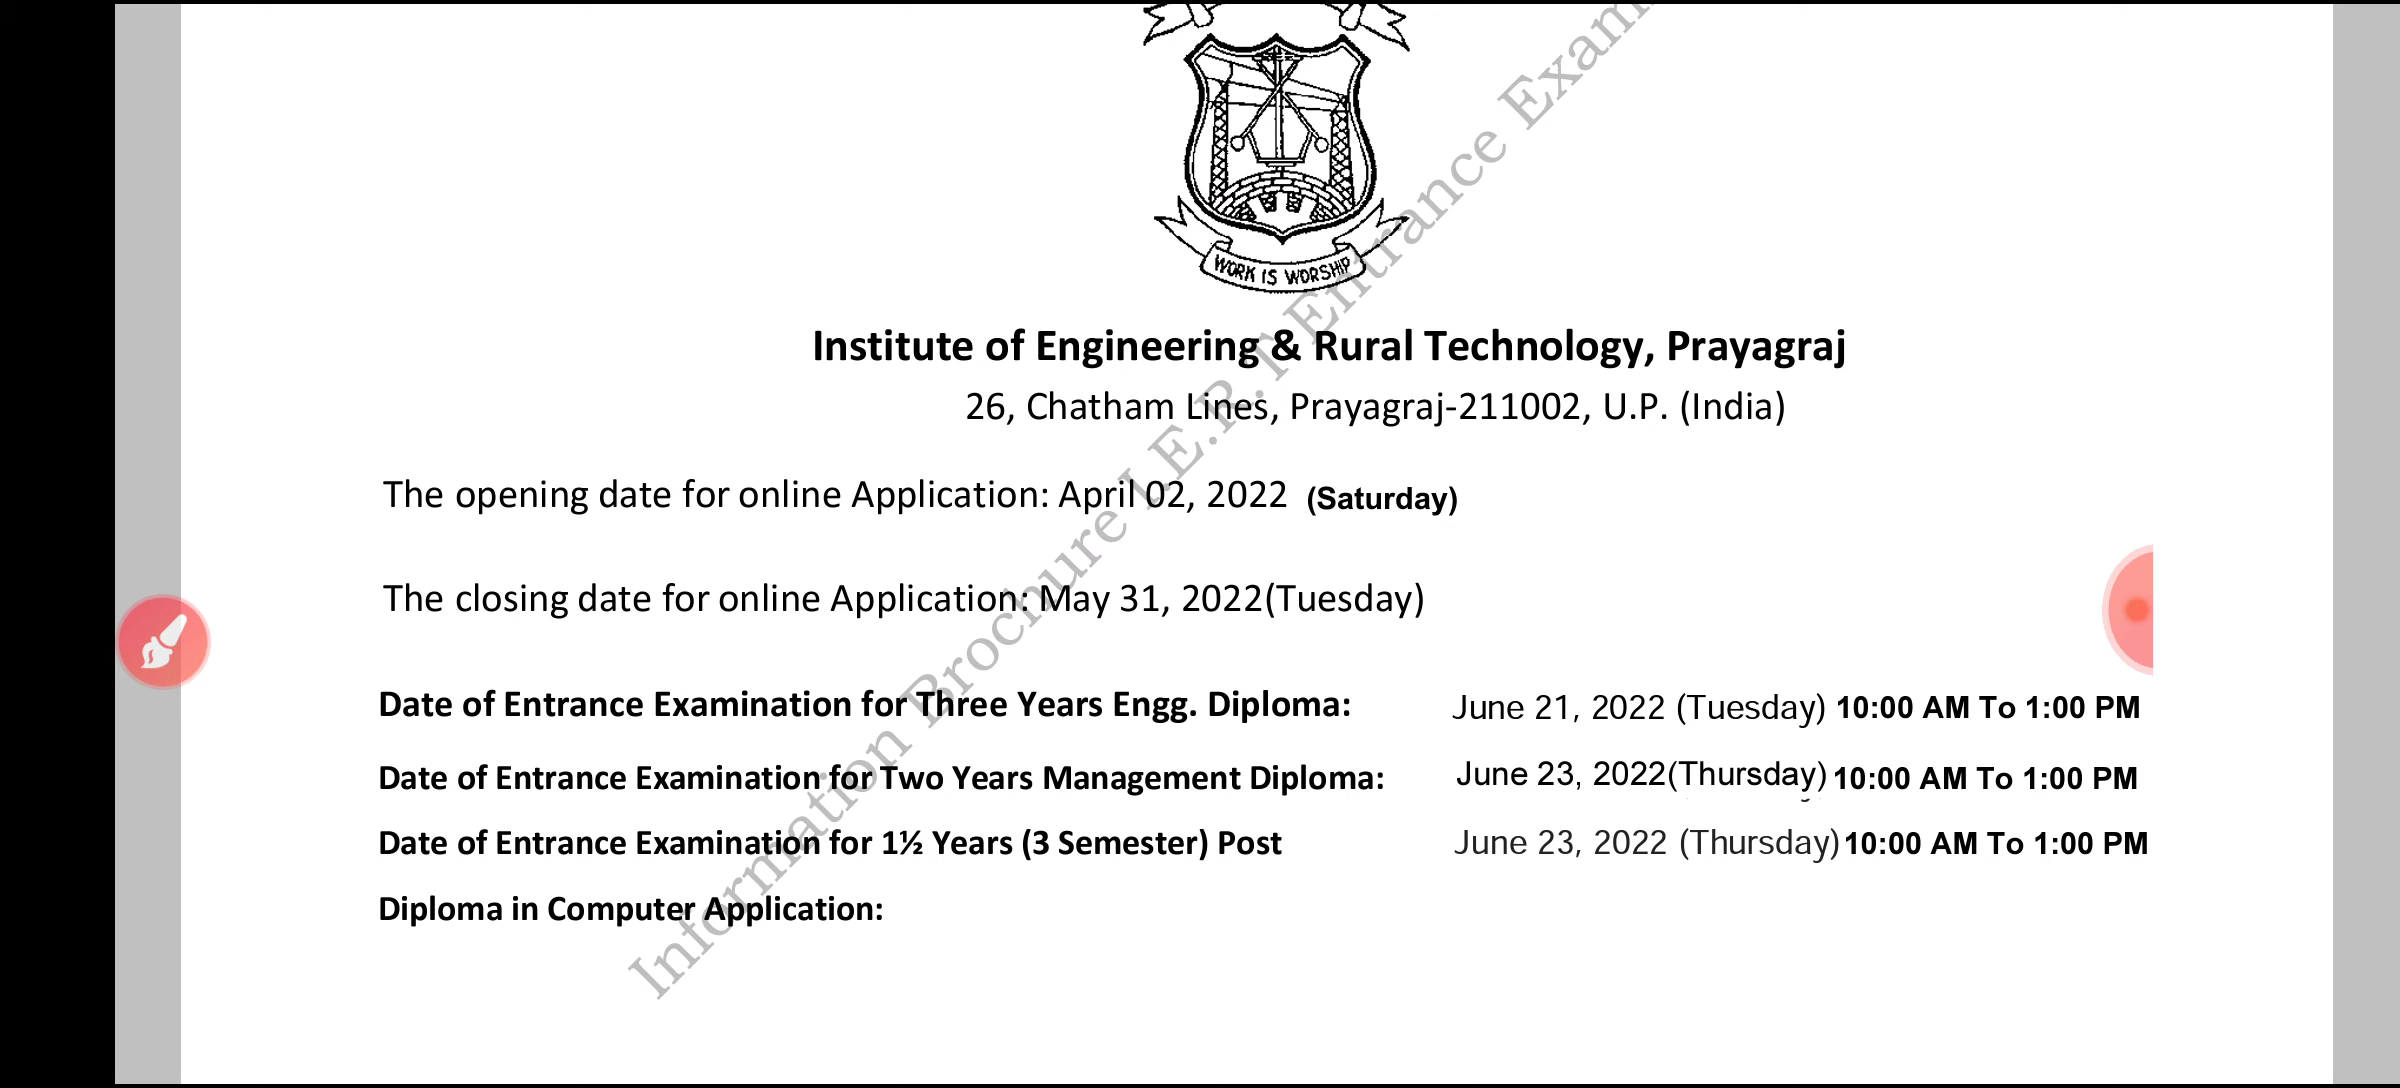 WORK IS WORSHIP
Institute of Engineering & Rural Technology, Prayagraj
26, Chatham Lines, Prayagraj-211002, U.P. (India)
The opening date for online Application: April 02, 2022 (Saturday)
The closing date for online Application: May 31, 2022(Tuesday)
Date of Entrance Examination for Three Years Engg. Diploma: June 21, 2022 (Tuesday) 10:00 AM To 1:00 PM
Date of Entrance Examination for Two Years Management Diploma: June 23, 2022(Thursday) 10:00 AM To 1:00 PM
Date of Entrance Examination for 1½ Years (3 Semester) Post June 23, 2022 (Thursday) 10:00 AM To 1:00 PM
Diploma in Computer Application:
Information Brochure I.E.R.T Entrance Exam